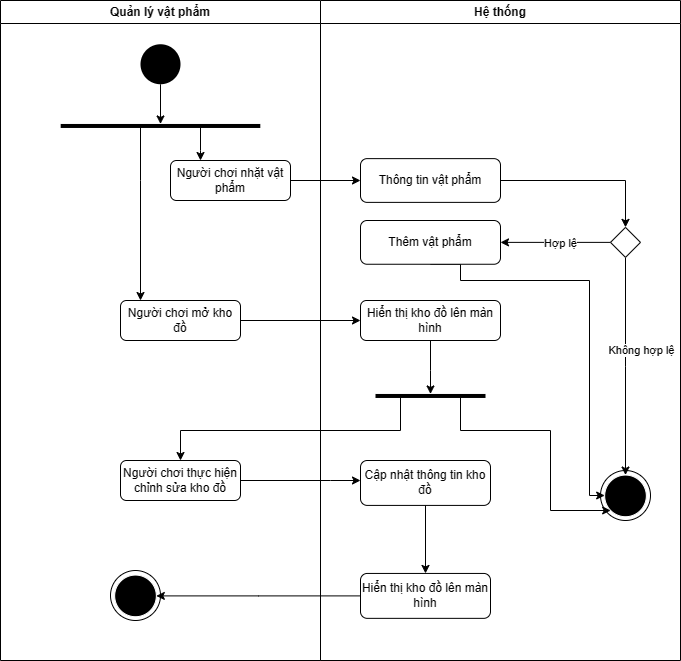 Quản lý vật phẩm
Hệ thống
Người chơi nhặt vật
phẩm
Thông tin vật phẩm
Thêm vật phẩm
Hợp lệ
Người chơi mở kho
đồ
Hiển thị kho đồ lên màn
hình
Không hợp lệ
Người chơi thực hiện
chỉnh sửa kho đồ
Cập nhật thông tin kho
đồ
Hiển thị kho đồ lên màn
hình